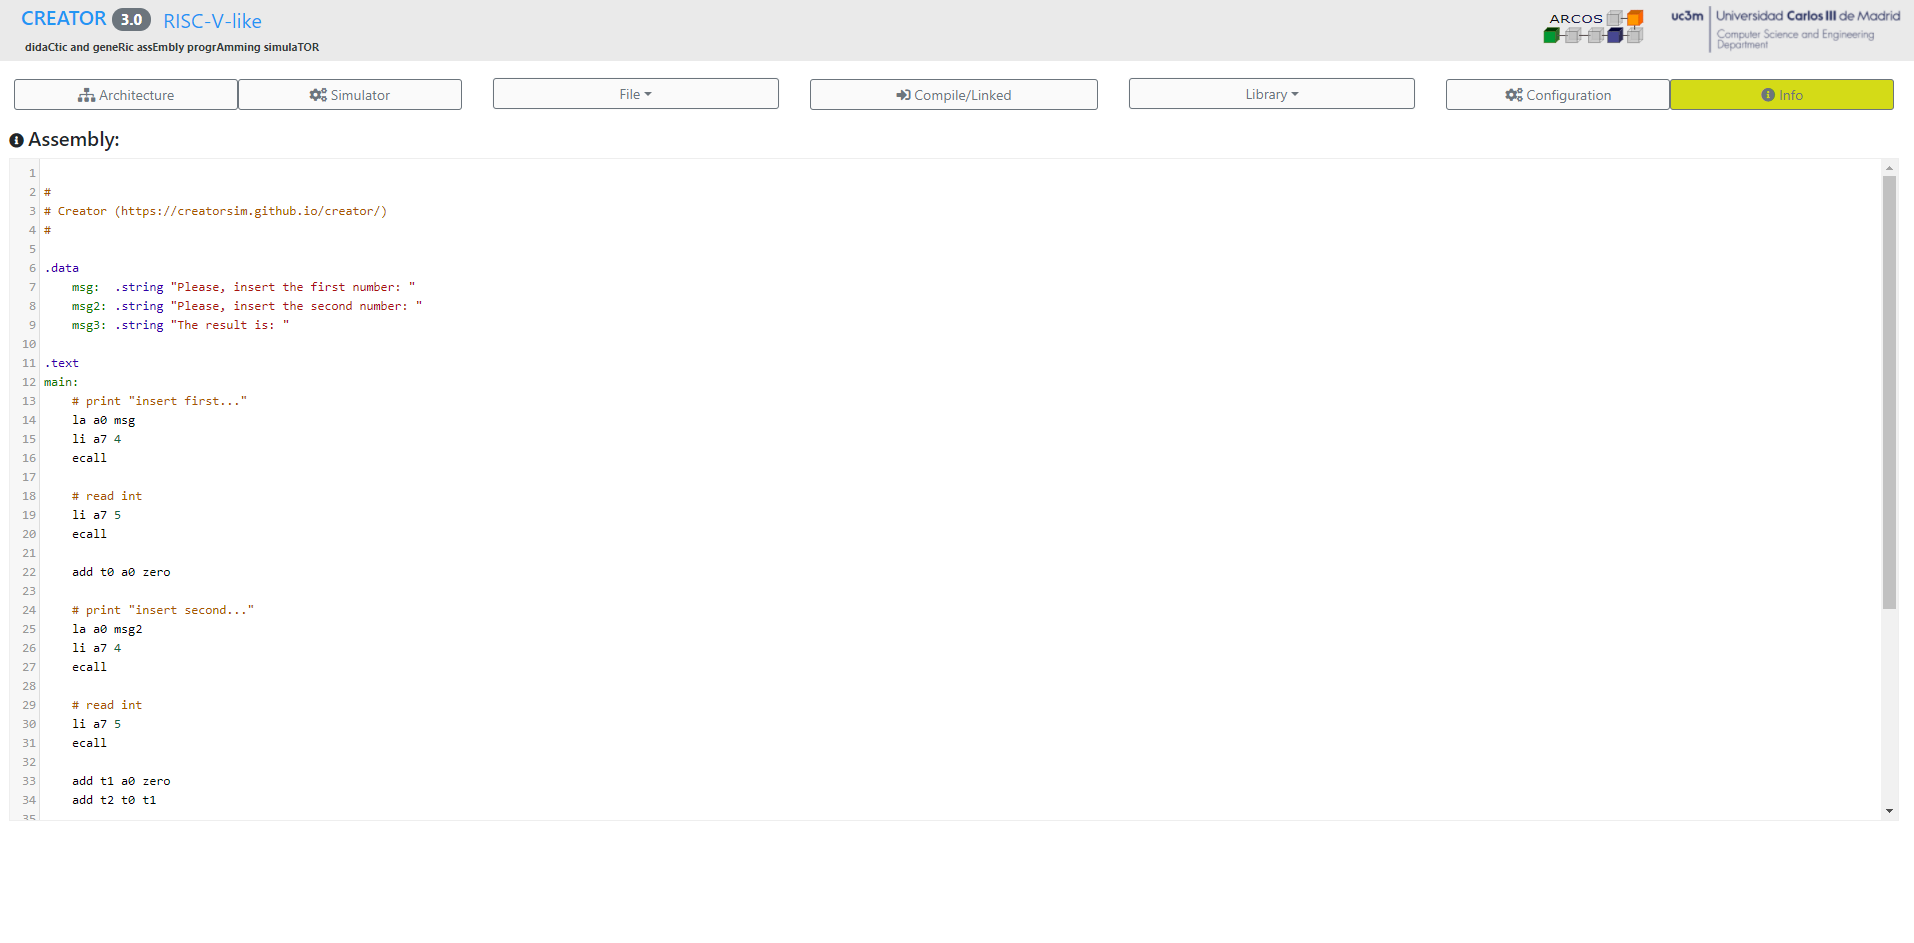 CREATOR 3.0 RISC-V-like
didaCtic and geneRic assEmbly progrAmming simulaTOR
ARCOS
uc3m Universidad Carlos III de Madrid
Computer Science and Engineering
Department
Architecture Simulator File Compile/Linked Library Configuration Info
Assembly:
1
2 #
3 # Creator (https://creatorsim.github.io/creator/)
4 #
5
6 .data
7 msg: .string "Please, insert the first number: "
8 msg2: .string "Please, insert the second number: "
9 msg3: .string "The result is: "
10
11 .text
12 main:
13 # print "insert first..."
14 la a0 msg
15 li a7 4
16 ecall
17
18 # read int
19 li a7 5
20 ecall
21
22 add t0 a0 zero
23
24 # print "insert second..."
25 la a0 msg2
26 li a7 4
27 ecall
28
29 # read int
30 li a7 5
31 ecall
32
33 add t1 a0 zero
34 add t2 t0 t1
35